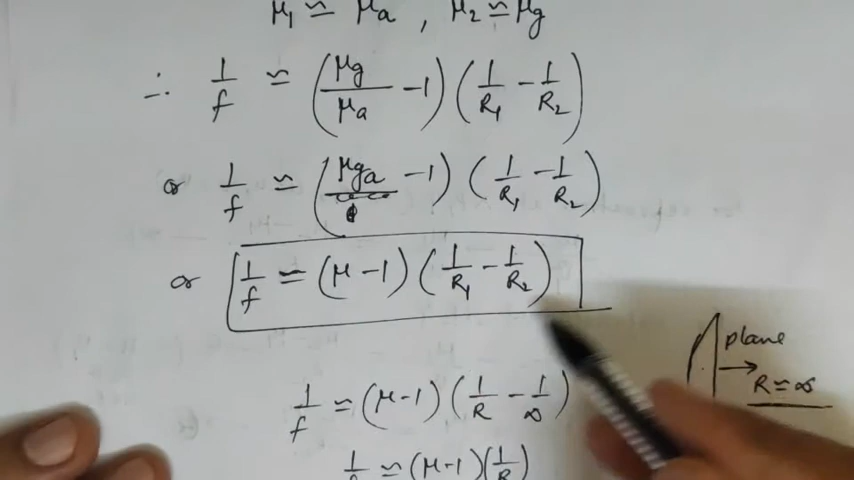 μ₁ ≃ μₐ , μ₂ ≃ μg
∴ 1/f ≃ (μg/μₐ - 1) (1/R₁ - 1/R₂)
or 1/f ≃ (μgₐ - 1) (1/R₁ - 1/R₂)
or 1/f ≃ (μ - 1) (1/R₁ - 1/R₂)
plane
R ≃ ∞
1/f ≃ (μ - 1) (1/R - 1/∞)
1/f ≃ (μ - 1) (1/R)